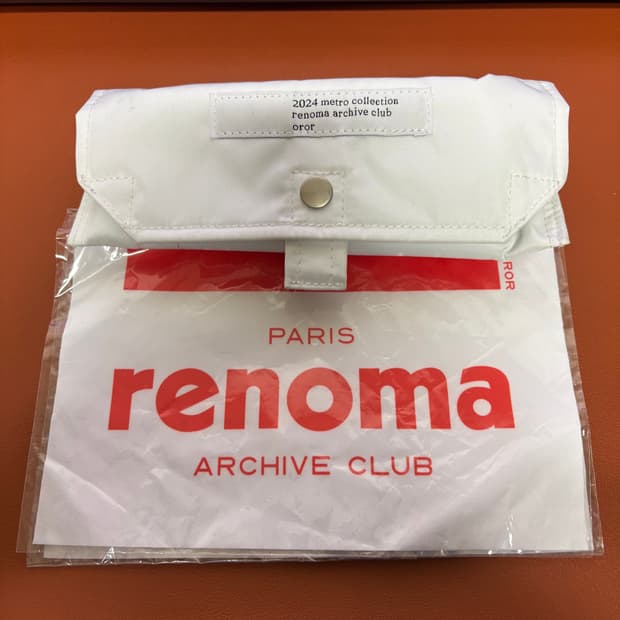 2024 metro collection
renoma archive club
oror
ROR
PARIS
renoma
ARCHIVE CLUB